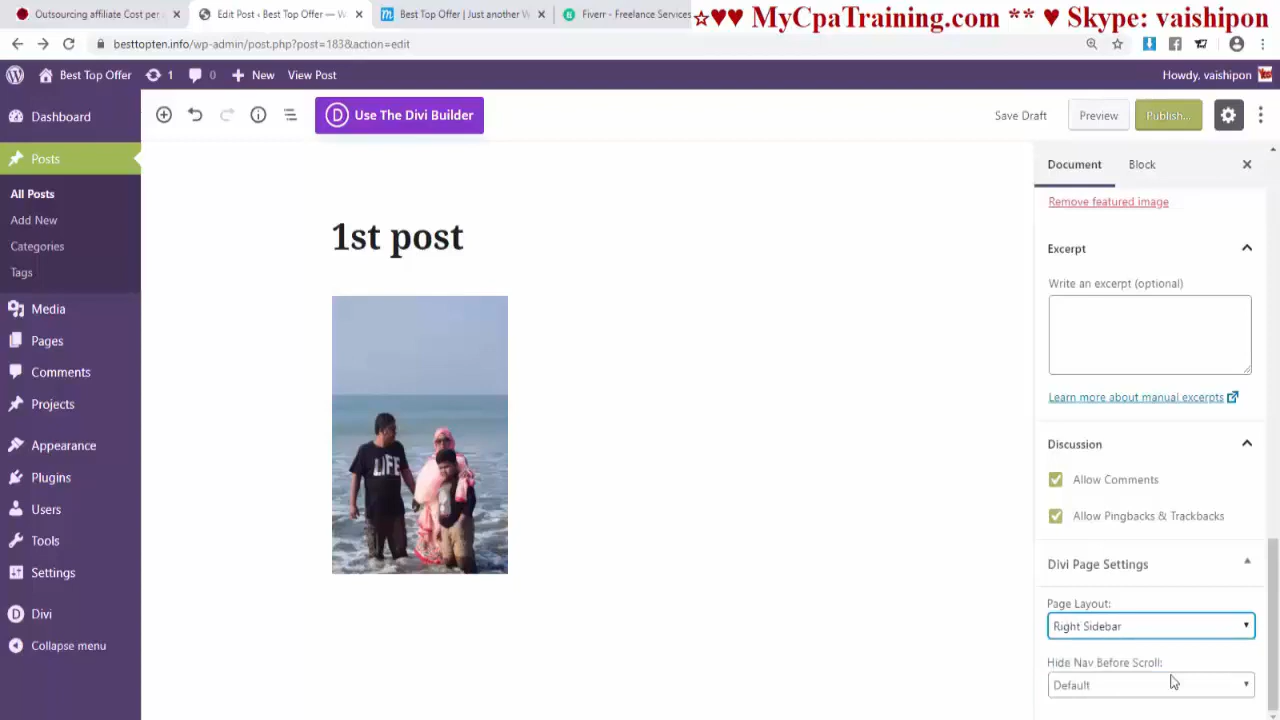 Outsourcing affiliate Cost per a
Edit Post ‹ Best Top Offer — W
Best Top Offer | Just another W
Fiverr - Freelance Services
☆♥♥ MyCpaTraining.com ** ♥ Skype: vaishipon
besttopten.info/wp-admin/post.php?post=183&action=edit
Best Top Offer
1
0
New
View Post
Howdy, vaishipon
Dashboard
Posts
All Posts
Add New
Categories
Tags
Media
Pages
Comments
Projects
Appearance
Plugins
Users
Tools
Settings
Divi
Collapse menu
D Use The Divi Builder
Save Draft
Preview
Publish...
1st post
LIFE
Document
Block
Remove featured image
Excerpt
Write an excerpt (optional)
Learn more about manual excerpts
Discussion
Allow Comments
Allow Pingbacks & Trackbacks
Divi Page Settings
Page Layout:
Right Sidebar
Hide Nav Before Scroll:
Default